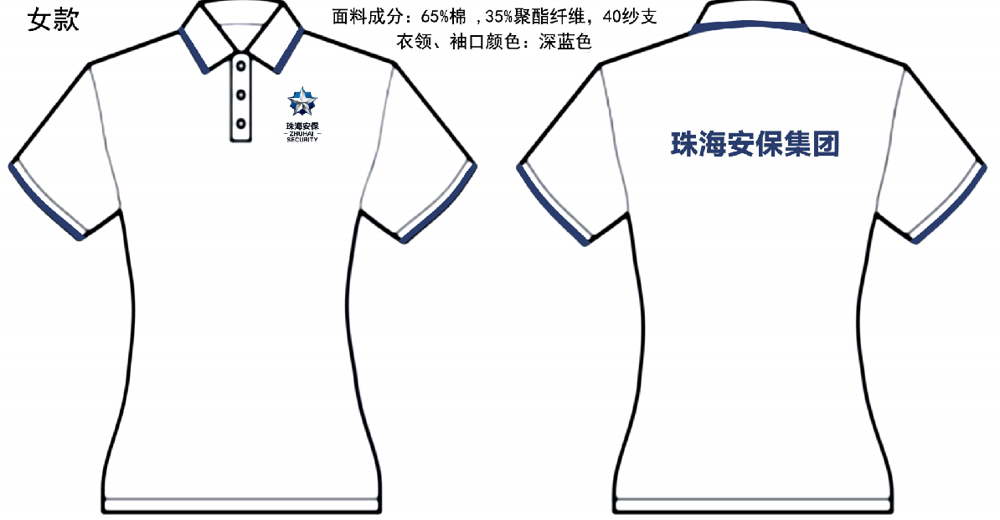 女款
面料成分：65%棉 ,35%聚酯纤维，40纱支
衣领、袖口颜色：深蓝色
珠海安保
-ZHUHAI-
SECURITY
珠海安保集团